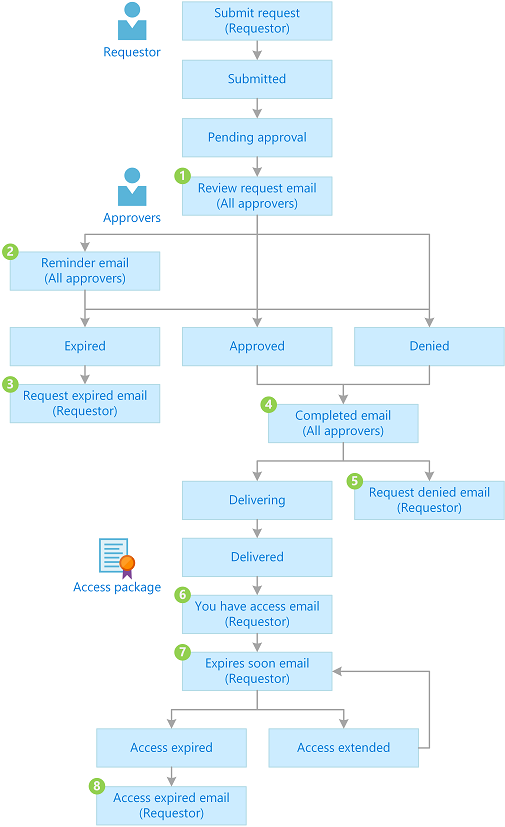 Submit request
(Requestor)
Requestor
Submitted
Pending approval
1
Review request email
(All approvers)
Approvers
2
Reminder email
(All approvers)
Expired
Approved
Denied
3
Request expired email
(Requestor)
4
Completed email
(All approvers)
Delivering
5
Request denied email
(Requestor)
Delivered
Access package
6
You have access email
(Requestor)
7
Expires soon email
(Requestor)
Access expired
Access extended
8
Access expired email
(Requestor)